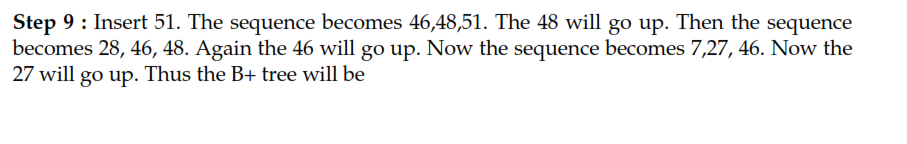 Step 9 : Insert 51. The sequence becomes 46,48,51. The 48 will go up. Then the sequence
becomes 28, 46, 48. Again the 46 will go up. Now the sequence becomes 7,27, 46. Now the
27 will go up. Thus the B+ tree will be